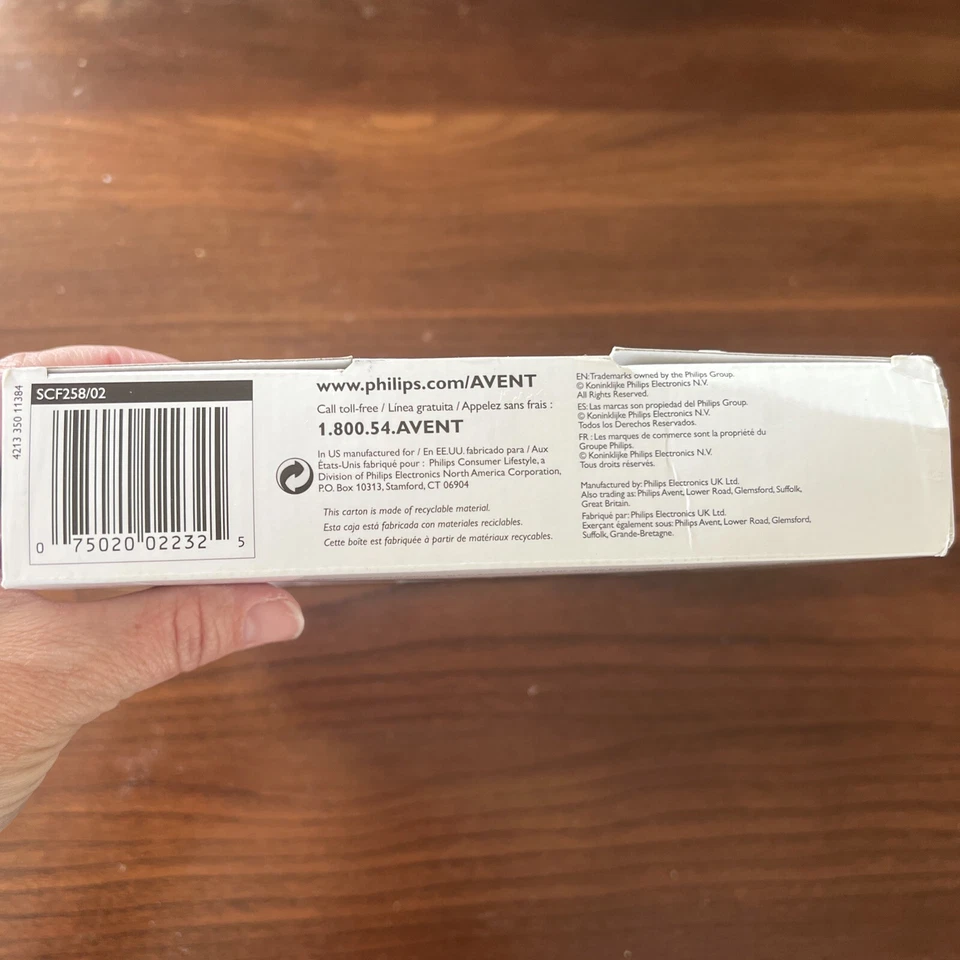 4213 350 11384
SCF258/02
0 75020 02232 5
www.philips.com/AVENT
Call toll-free / Línea gratuita / Appelez sans frais :
1.800.54.AVENT
In US manufactured for / En EE.UU. fabricado para / Aux
États-Unis fabriqué pour : Philips Consumer Lifestyle, a
Division of Philips Electronics North America Corporation,
P.O. Box 10313, Stamford, CT 06904
This carton is made of recyclable material.
Esta caja está fabricada con materiales reciclables.
Cette boîte est fabriquée à partir de matériaux recyclables.
EN: Trademarks owned by the Philips Group.
© Koninklijke Philips Electronics N.V.
All Rights Reserved.
ES: Las marcas son propiedad del Philips Group.
© Koninklijke Philips Electronics N.V.
Todos los Derechos Reservados.
FR : Les marques de commerce sont la propriété du
Groupe Philips.
© Koninklijke Philips Electronics N.V.
Tous droits réservés.
Manufactured by: Philips Electronics UK Ltd.
Also trading as: Philips Avent, Lower Road, Glemsford, Suffolk,
Great Britain.
Fabriqué par: Philips Electronics UK Ltd.
Exerçant également sous: Philips Avent, Lower Road, Glemsford,
Suffolk, Grande-Bretagne.